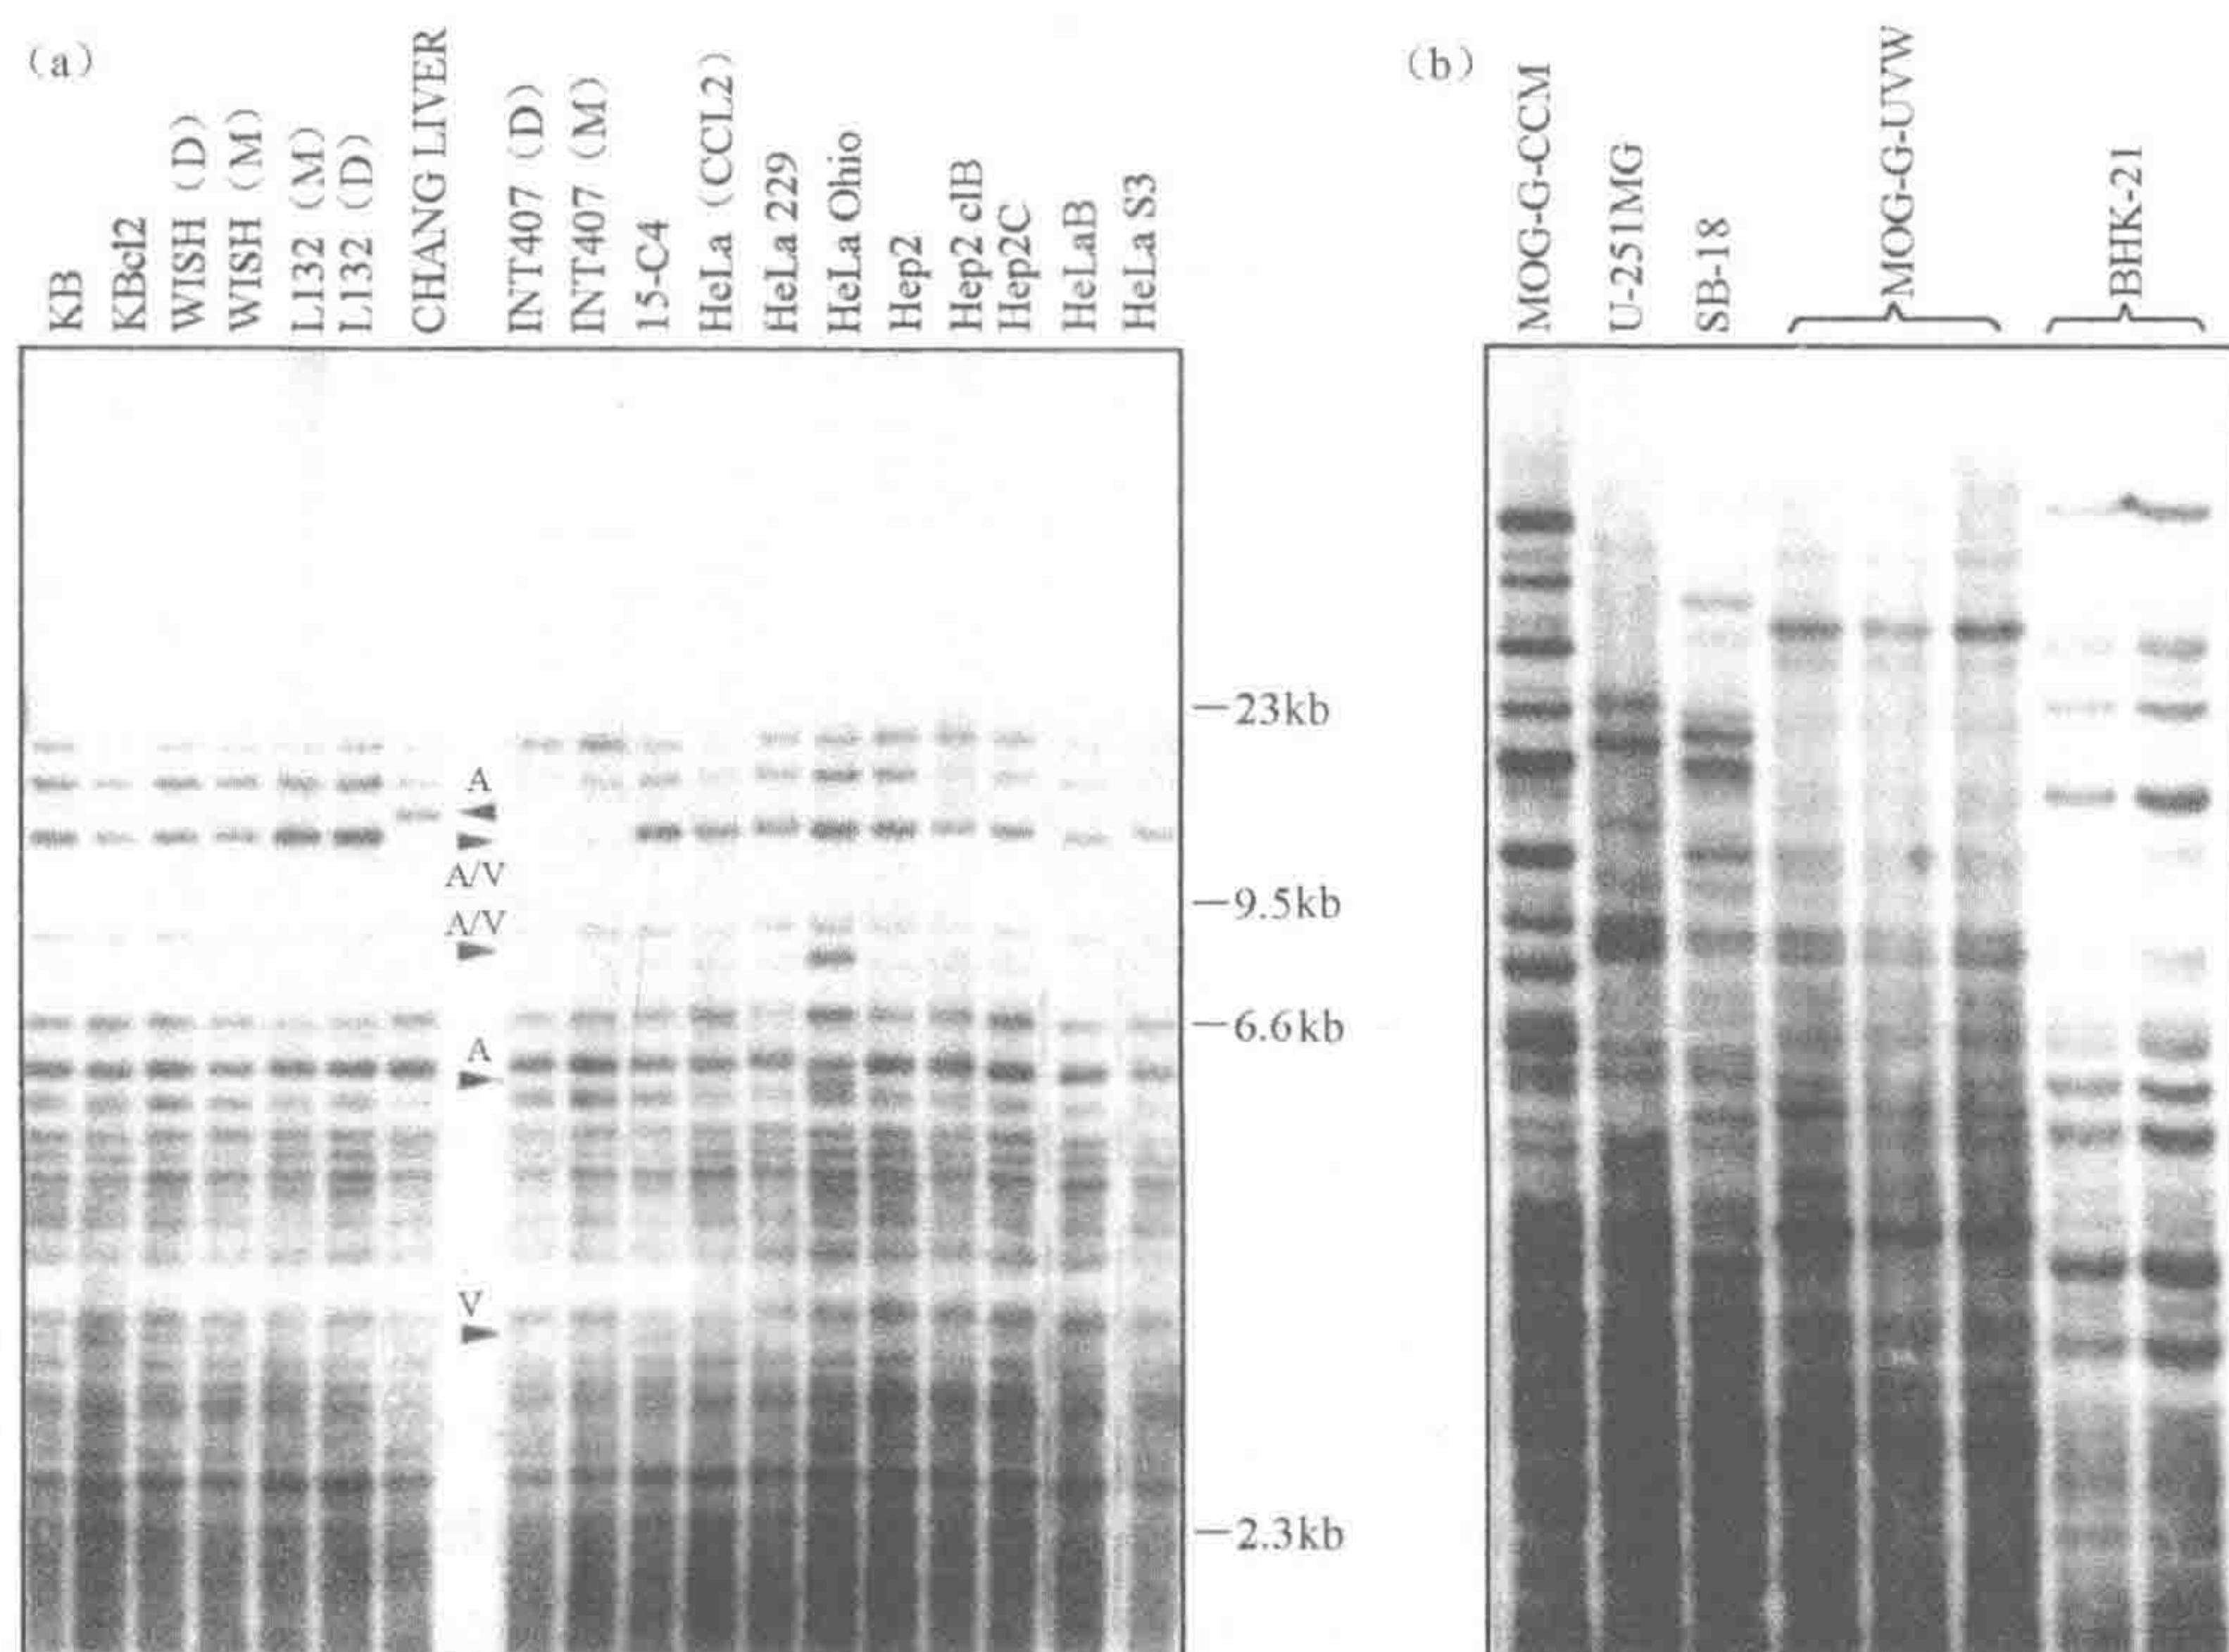 (a)
KB
KBcl2
WISH (D)
WISH (M)
L132 (M)
L132 (D)
CHANG LIVER
INT407 (D)
INT407 (M)
15-C4
HeLa (CCL2)
HeLa 229
HeLa Ohio
Hep2
Hep2 clB
Hep2C
HeLaB
HeLa S3
A
A/V
A/V
A
V
—23kb
—9.5kb
—6.6kb
—2.3kb
(b)
MOG-G-CCM
U-251MG
SB-18
MOG-G-UVW
BHK-21